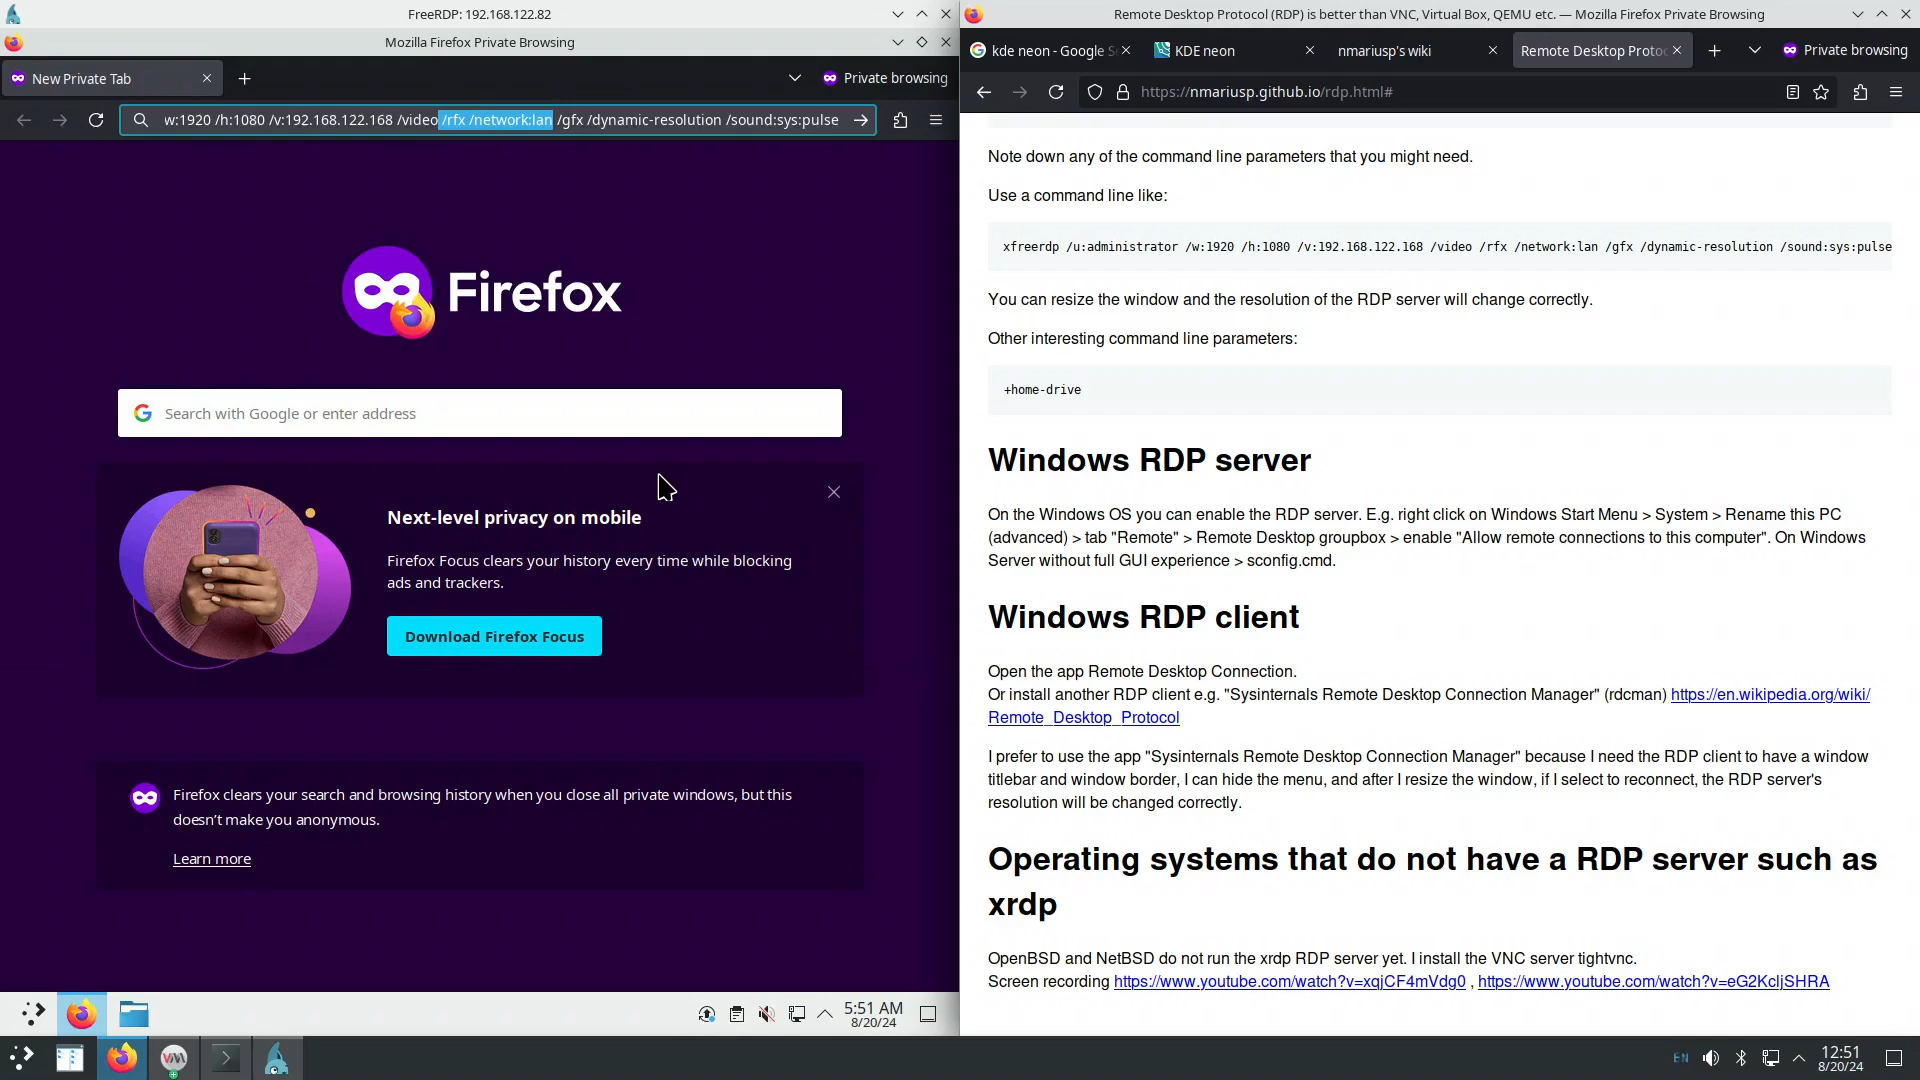 FreeRDP: 192.168.122.82
Mozilla Firefox Private Browsing
New Private Tab
Private browsing
w:1920 /h:1080 /v:192.168.122.168 /video /rfx /network:lan /gfx /dynamic-resolution /sound:sys:pulse
Firefox
Search with Google or enter address
Next-level privacy on mobile
Firefox Focus clears your history every time while blocking
ads and trackers.
Download Firefox Focus
Firefox clears your search and browsing history when you close all private windows, but this
doesn’t make you anonymous.
Learn more
5:51 AM
8/20/24
Remote Desktop Protocol (RDP) is better than VNC, Virtual Box, QEMU etc. — Mozilla Firefox Private Browsing
kde neon - Google S
KDE neon
nmariusp's wiki
Remote Desktop Proto
Private browsing
https://nmariusp.github.io/rdp.html#
Note down any of the command line parameters that you might need.
Use a command line like:
xfreerdp /u:administrator /w:1920 /h:1080 /v:192.168.122.168 /video /rfx /network:lan /gfx /dynamic-resolution /sound:sys:pulse
You can resize the window and the resolution of the RDP server will change correctly.
Other interesting command line parameters:
+home-drive
Windows RDP server
On the Windows OS you can enable the RDP server. E.g. right click on Windows Start Menu > System > Rename this PC
(advanced) > tab "Remote" > Remote Desktop groupbox > enable "Allow remote connections to this computer". On Windows
Server without full GUI experience > sconfig.cmd.
Windows RDP client
Open the app Remote Desktop Connection.
Or install another RDP client e.g. "Sysinternals Remote Desktop Connection Manager" (rdcman) https://en.wikipedia.org/wiki/
Remote_Desktop_Protocol
I prefer to use the app "Sysinternals Remote Desktop Connection Manager" because I need the RDP client to have a window
titlebar and window border, I can hide the menu, and after I resize the window, if I select to reconnect, the RDP server's
resolution will be changed correctly.
Operating systems that do not have a RDP server such as
xrdp
OpenBSD and NetBSD do not run the xrdp RDP server yet. I install the VNC server tightvnc.
Screen recording https://www.youtube.com/watch?v=xqjCF4mVdg0 , https://www.youtube.com/watch?v=eG2KcljSHRA
EN
12:51
8/20/24